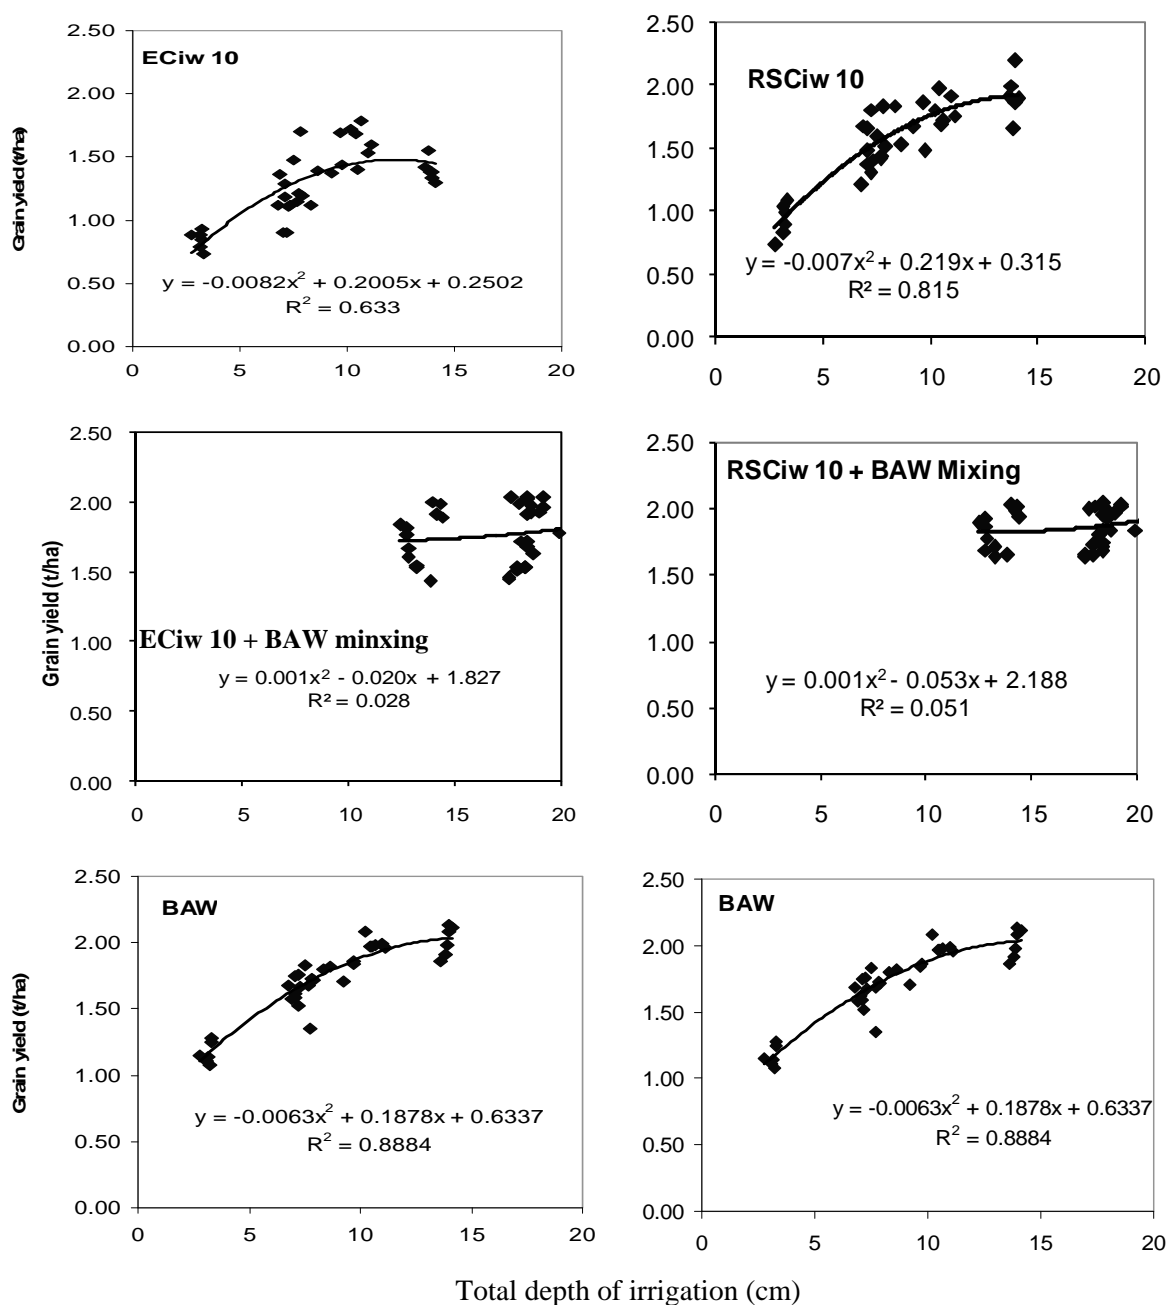 2.50
2.00
1.50
1.00
0.50
0.00
Grain yield (t/ha)
ECiw 10
y = -0.0082x² + 0.2005x + 0.2502
R² = 0.633
0 5 10 15 20
2.50
2.00
1.50
1.00
0.50
0.00
RSCiw 10
y = -0.007x² + 0.219x + 0.315
R² = 0.815
0 5 10 15 20
2.50
2.00
1.50
1.00
0.50
0.00
Grain yield (t/ha)
ECiw 10 + BAW minxing
y = 0.001x² - 0.020x + 1.827
R² = 0.028
0 5 10 15 20
2.50
2.00
1.50
1.00
0.50
0.00
RSCiw 10 + BAW Mixing
y = 0.001x² - 0.053x + 2.188
R² = 0.051
0 5 10 15 20
2.50
2.00
1.50
1.00
0.50
0.00
Grain yield (t/ha)
BAW
y = -0.0063x² + 0.1878x + 0.6337
R² = 0.8884
0 5 10 15 20
2.50
2.00
1.50
1.00
0.50
0.00
BAW
y = -0.0063x² + 0.1878x + 0.6337
R² = 0.8884
0 5 10 15 20
Total depth of irrigation (cm)